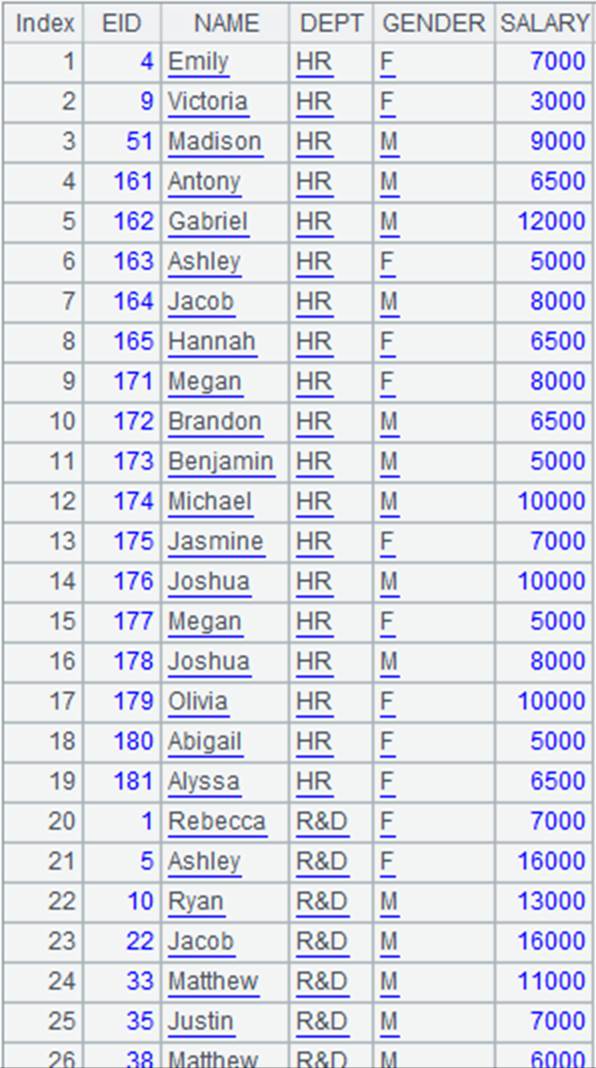 Index EID NAME DEPT GENDER SALARY
1 4 Emily HR F 7000
2 9 Victoria HR F 3000
3 51 Madison HR M 9000
4 161 Antony HR M 6500
5 162 Gabriel HR M 12000
6 163 Ashley HR F 5000
7 164 Jacob HR M 8000
8 165 Hannah HR F 6500
9 171 Megan HR F 8000
10 172 Brandon HR M 6500
11 173 Benjamin HR M 5000
12 174 Michael HR M 10000
13 175 Jasmine HR F 7000
14 176 Joshua HR M 10000
15 177 Megan HR F 5000
16 178 Joshua HR M 8000
17 179 Olivia HR F 10000
18 180 Abigail HR F 5000
19 181 Alyssa HR F 6500
20 1 Rebecca R&D F 7000
21 5 Ashley R&D F 16000
22 10 Ryan R&D M 13000
23 22 Jacob R&D M 16000
24 33 Matthew R&D M 11000
25 35 Justin R&D M 7000
26 38 Matthew R&D M 6000